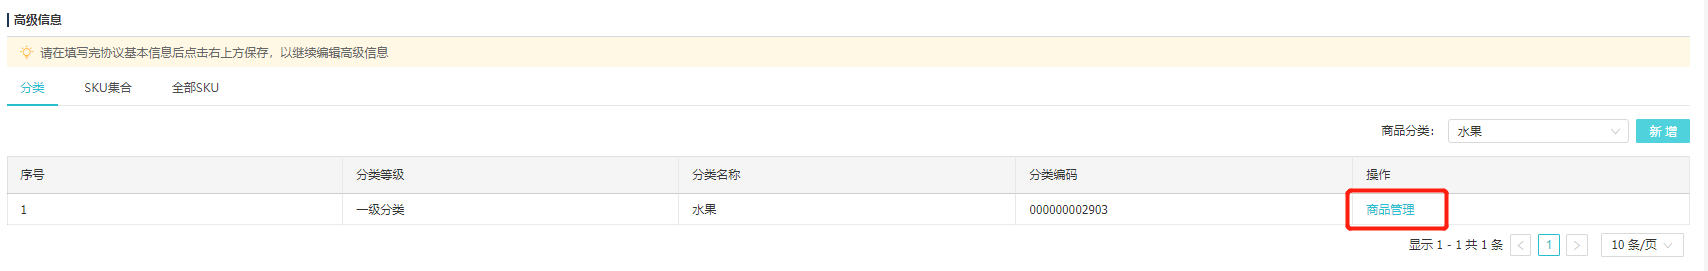 高级信息
请在填写完协议基本信息后点击右上方保存，以继续编辑高级信息
分类 SKU集合 全部SKU
商品分类： 水果 新增
序号 分类等级 分类名称 分类编码 操作
1 一级分类 水果 000000002903 商品管理
显示 1 - 1 共 1 条 < 1 > 10 条/页